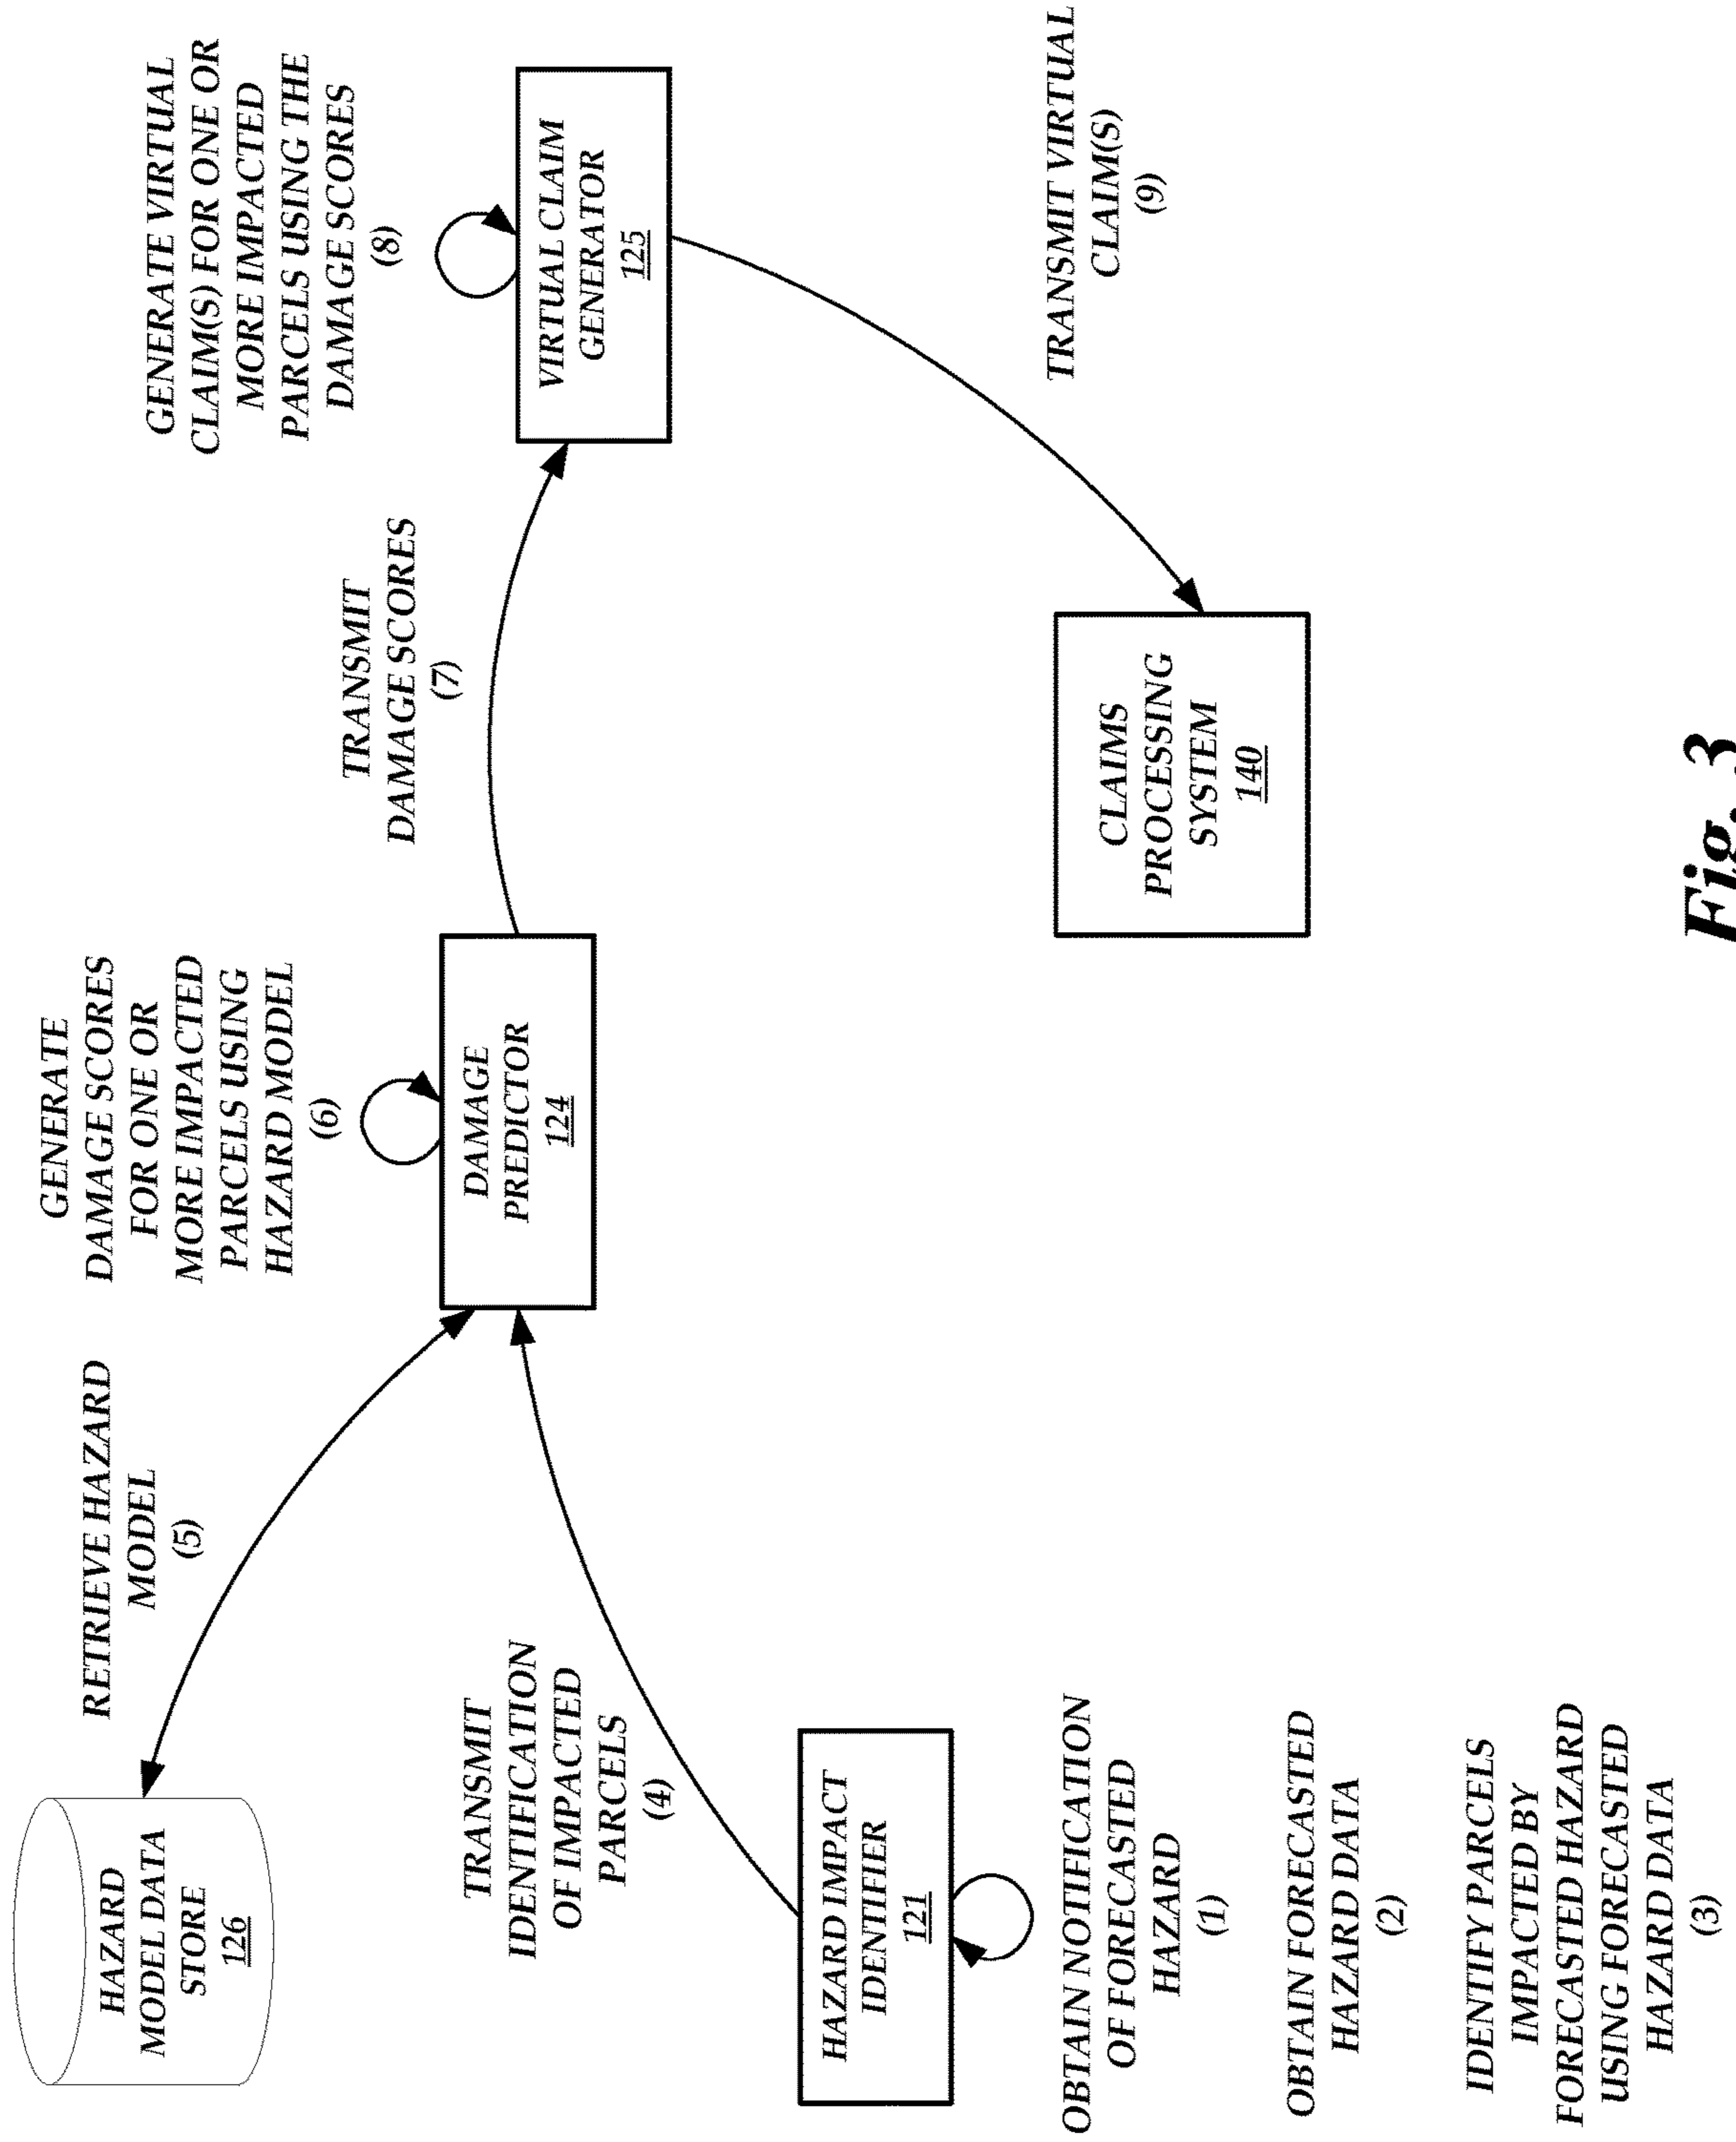 HAZARD
MODEL DATA
STORE
126
RETRIEVE HAZARD
MODEL
(5)
GENERATE
DAMAGE SCORES
FOR ONE OR
MORE IMPACTED
PARCELS USING
HAZARD MODEL
(6)
GENERATE VIRTUAL
CLAIM(S) FOR ONE OR
MORE IMPACTED
PARCELS USING THE
DAMAGE SCORES
(8)
TRANSMIT
DAMAGE SCORES
(7)
TRANSMIT
IDENTIFICATION
OF IMPACTED
PARCELS
(4)
DAMAGE
PREDICTOR
124
VIRTUAL CLAIM
GENERATOR
125
HAZARD IMPACT
IDENTIFIER
121
OBTAIN NOTIFICATION
OF FORECASTED
HAZARD
(1)
OBTAIN FORECASTED
HAZARD DATA
(2)
IDENTIFY PARCELS
IMPACTED BY
FORECASTED HAZARD
USING FORECASTED
HAZARD DATA
(3)
CLAIMS
PROCESSING
SYSTEM
140
TRANSMIT VIRTUAL
CLAIM(S)
(9)
Fig. 3